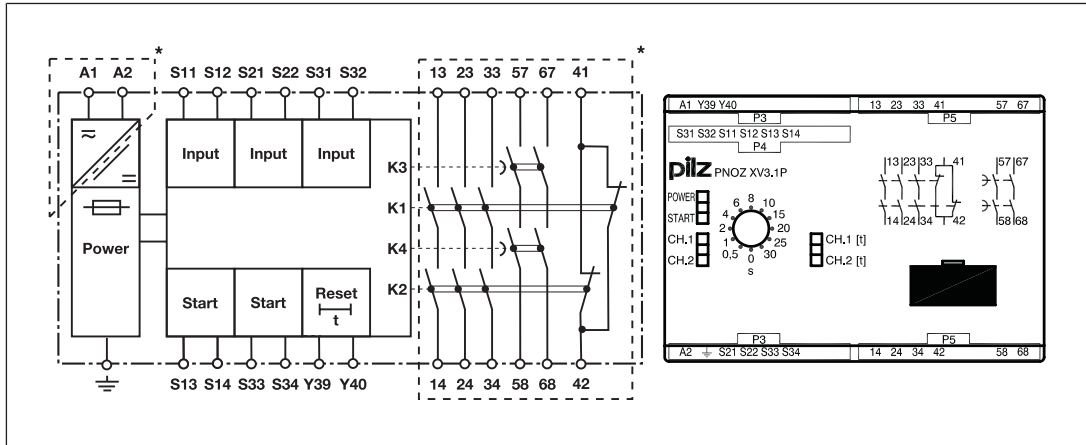 * *
A1 A2 S11 S12 S21 S22 S31 S32 13 23 33 57 67 41
≂
=
Input Input Input
K3
K1
Power
K4
K2
Start Start Reset
t
S13 S14 S33 S34 Y39 Y40 14 24 34 58 68 42
A1 Y39 Y40 13 23 33 41 57 67
P3 P5
S31 S32 S11 S12 S13 S14
P4
pilz PNOZ XV3.1P
13 23 33 41 57 67
POWER
START
CH.1
CH.2
8
6 10
4 15
2 20
1 25
0,5 30
0
s
CH.1 [t]
CH.2 [t]
14 24 34 42 58 68
P3 P5
A2 ⏚ S21 S22 S33 S34 14 24 34 42 58 68